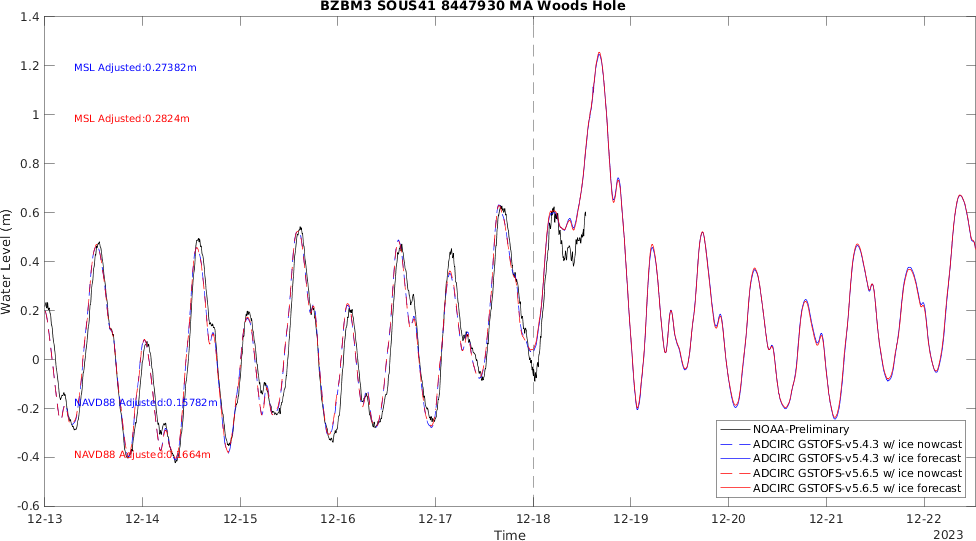 BZBM3 SOUS41 8447930 MA Woods Hole
1.4
1.2
1
0.8
0.6
0.4
0.2
0
-0.2
-0.4
-0.6
Water Level (m)
MSL Adjusted:0.27382m
MSL Adjusted:0.2824m
NAVD88 Adjusted:0.15782m
NAVD88 Adjusted:0.1664m
NOAA-Preliminary
ADCIRC GSTOFS-v5.4.3 w/ ice nowcast
ADCIRC GSTOFS-v5.4.3 w/ ice forecast
ADCIRC GSTOFS-v5.6.5 w/ ice nowcast
ADCIRC GSTOFS-v5.6.5 w/ ice forecast
12-13 12-14 12-15 12-16 12-17 12-18 12-19 12-20 12-21 12-22
Time
2023